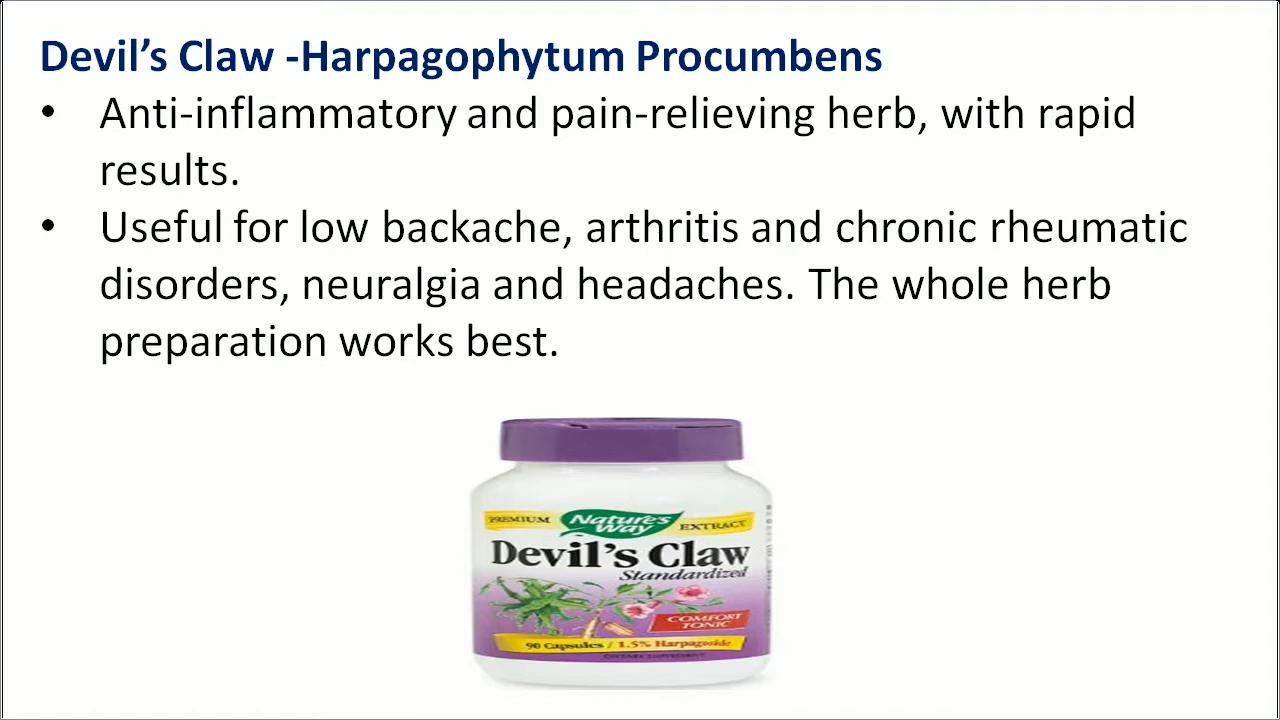 Devil’s Claw -Harpagophytum Procumbens
• Anti-inflammatory and pain-relieving herb, with rapid
results.
• Useful for low backache, arthritis and chronic rheumatic
disorders, neuralgia and headaches. The whole herb
preparation works best.
PREMIUM Nature's Way EXTRACT
Devil's Claw
Standardized
COMFORT
TONIC
90 Capsules / 1.5% Harpagoside
DIETARY SUPPLEMENT